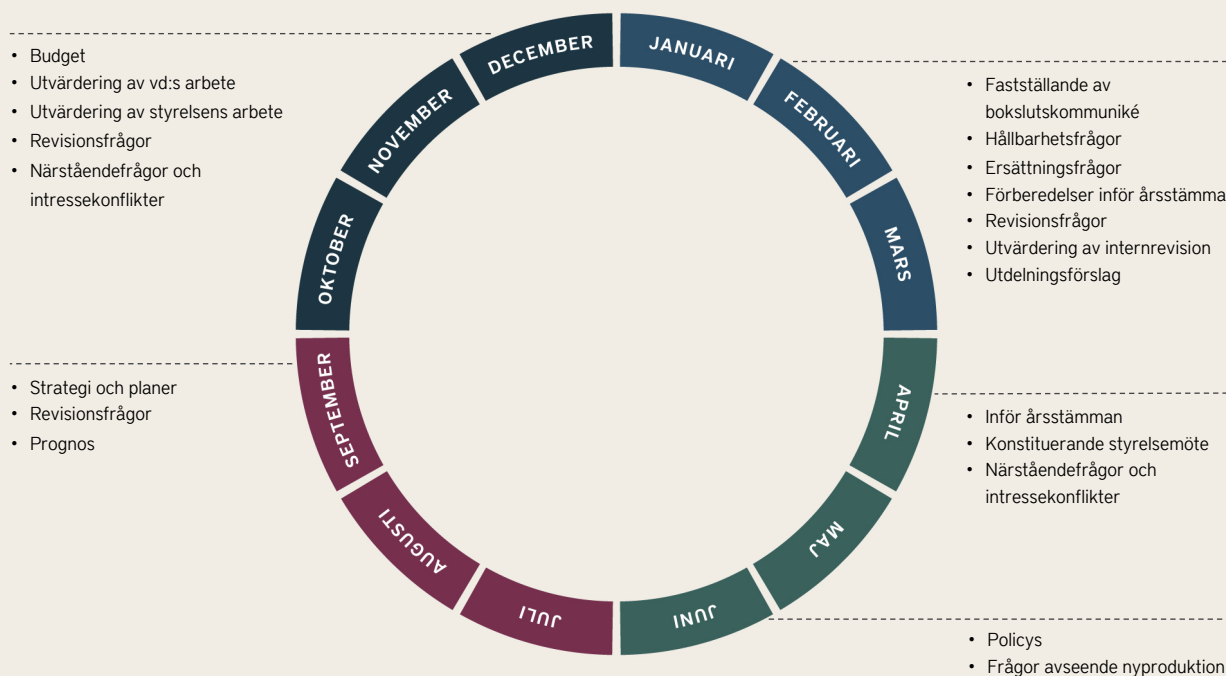 JANUARI
FEBRUARI
MARS
APRIL
MAJ
JUNI
JULI
AUGUSTI
SEPTEMBER
OKTOBER
NOVEMBER
DECEMBER
• Fastställande av
bokslutskommuniké
• Hållbarhetsfrågor
• Ersättningsfrågor
• Förberedelser inför årsstämma
• Revisionsfrågor
• Utvärdering av internrevision
• Utdelningsförslag
• Inför årsstämman
• Konstituerande styrelsemöte
• Närståendefrågor och
intressekonflikter
• Policys
• Frågor avseende nyproduktion
• Strategi och planer
• Revisionsfrågor
• Prognos
• Budget
• Utvärdering av vd:s arbete
• Utvärdering av styrelsens arbete
• Revisionsfrågor
• Närståendefrågor och
intressekonflikter